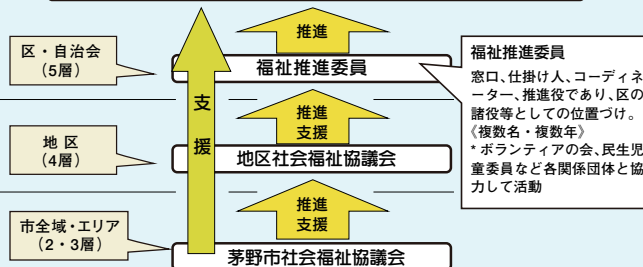 推進
区・自治会
（5層）
福祉推進委員
福祉推進委員
窓口、仕掛け人、コーディネ
ーター、推進役であり、区の
諸役等としての位置づけ。
《複数名・複数年》
*ボランティアの会、民生児
童委員など各関係団体と協
力して活動
支
援
推進
支援
地区
（4層）
地区社会福祉協議会
推進
支援
市全域・エリア
（2・3層）
茅野市社会福祉協議会